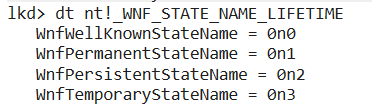 lkd> dt nt!_WNF_STATE_NAME_LIFETIME
WnfWellKnownStateName = 0n0
WnfPermanentStateName = 0n1
WnfPersistentStateName = 0n2
WnfTemporaryStateName = 0n3